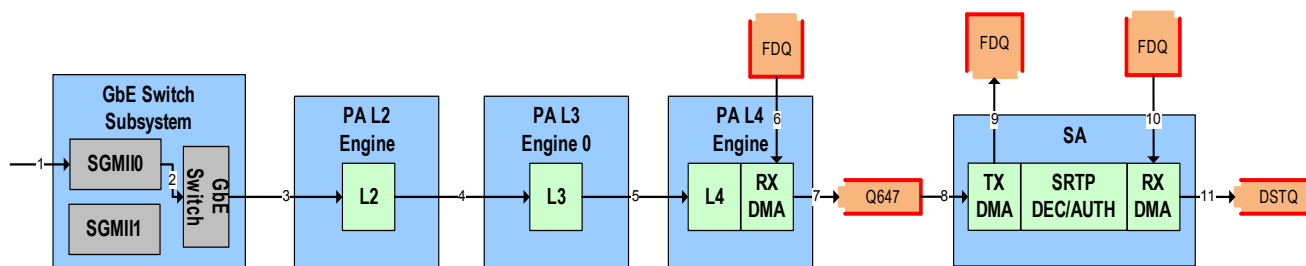 FDQ
FDQ
FDQ
GbE Switch
Subsystem
SGMII0
SGMII1
GbE
Switch
PA L2
Engine
L2
PA L3
Engine 0
L3
PA L4
Engine
L4
RX
DMA
Q647
SA
TX
DMA
SRTP
DEC/AUTH
RX
DMA
DSTQ
1
2
3
4
5
6
7
8
9
10
11